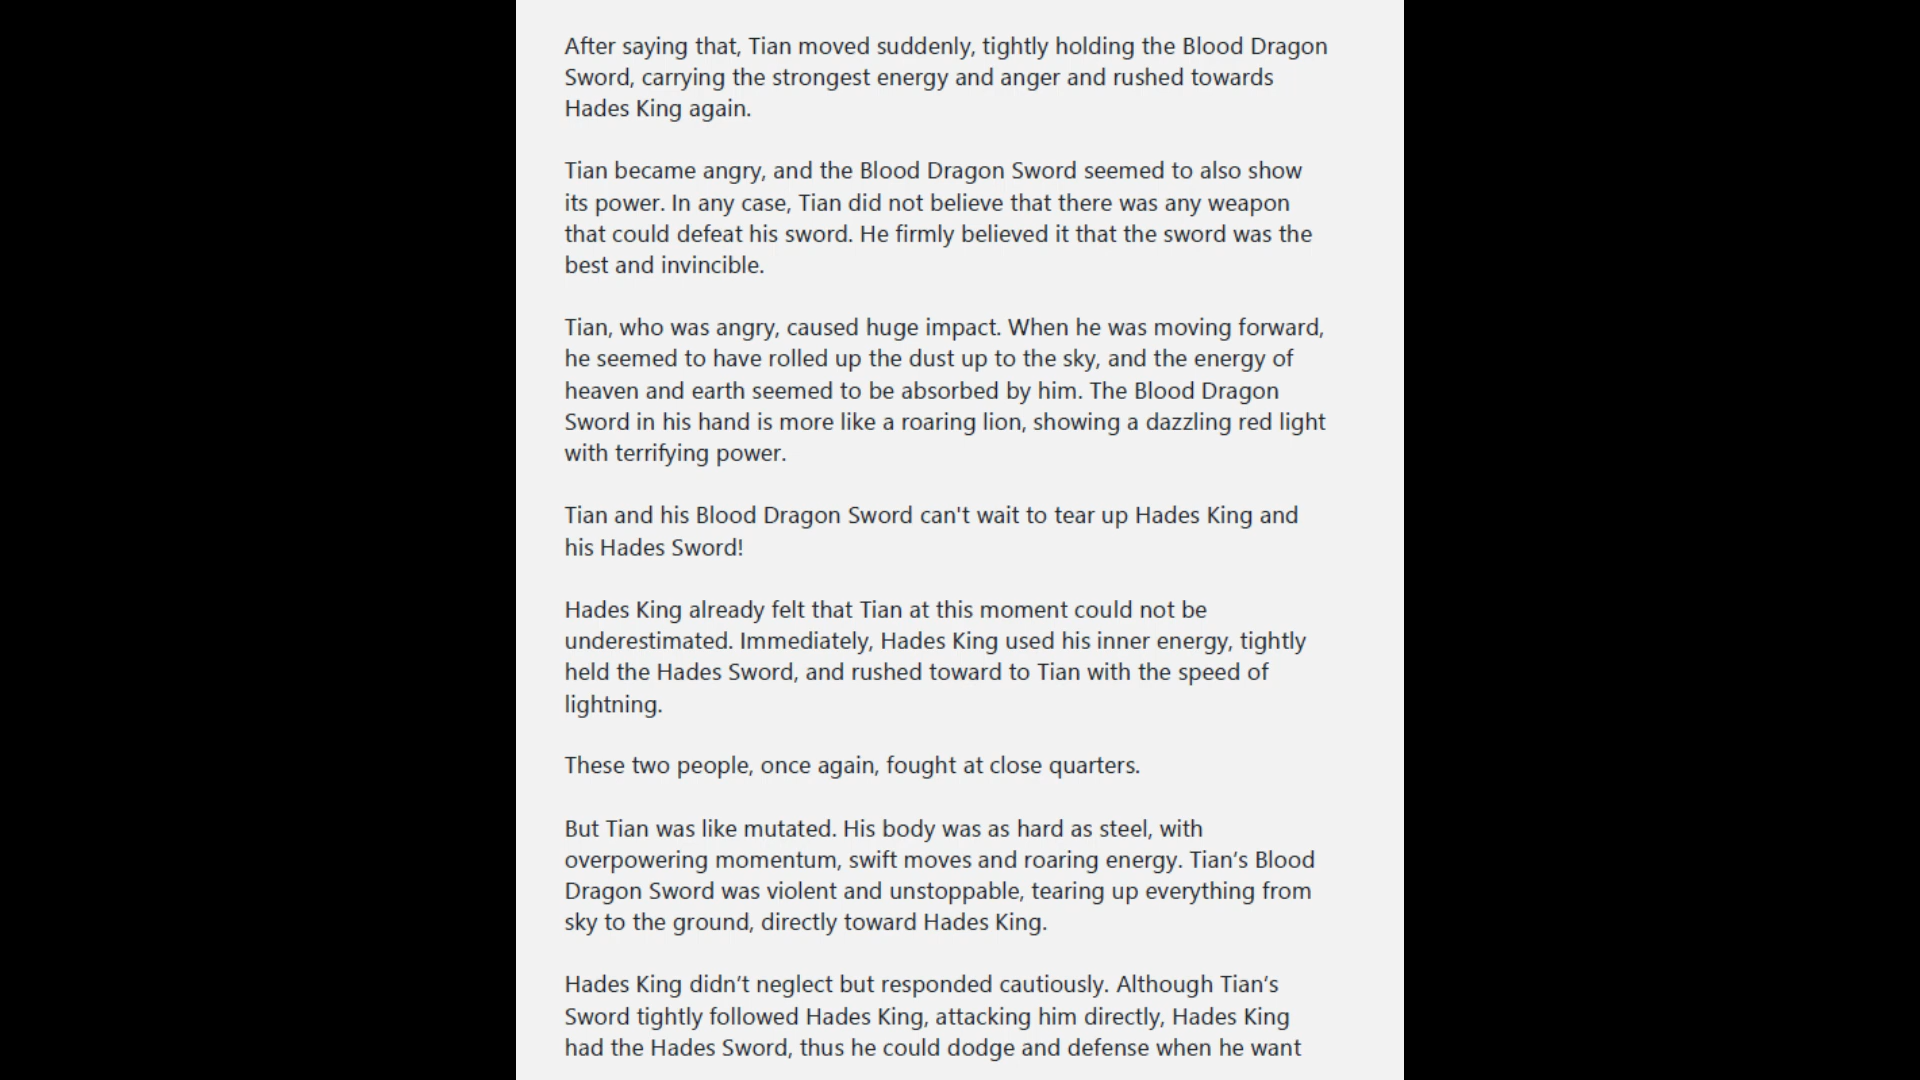 After saying that, Tian moved suddenly, tightly holding the Blood Dragon
Sword, carrying the strongest energy and anger and rushed towards
Hades King again.
Tian became angry, and the Blood Dragon Sword seemed to also show
its power. In any case, Tian did not believe that there was any weapon
that could defeat his sword. He firmly believed it that the sword was the
best and invincible.
Tian, who was angry, caused huge impact. When he was moving forward,
he seemed to have rolled up the dust up to the sky, and the energy of
heaven and earth seemed to be absorbed by him. The Blood Dragon
Sword in his hand is more like a roaring lion, showing a dazzling red light
with terrifying power.
Tian and his Blood Dragon Sword can't wait to tear up Hades King and
his Hades Sword!
Hades King already felt that Tian at this moment could not be
underestimated. Immediately, Hades King used his inner energy, tightly
held the Hades Sword, and rushed toward to Tian with the speed of
lightning.
These two people, once again, fought at close quarters.
But Tian was like mutated. His body was as hard as steel, with
overpowering momentum, swift moves and roaring energy. Tian‘s Blood
Dragon Sword was violent and unstoppable, tearing up everything from
sky to the ground, directly toward Hades King.
Hades King didn’t neglect but responded cautiously. Although Tian’s
Sword tightly followed Hades King, attacking him directly, Hades King
had the Hades Sword, thus he could dodge and defense when he want